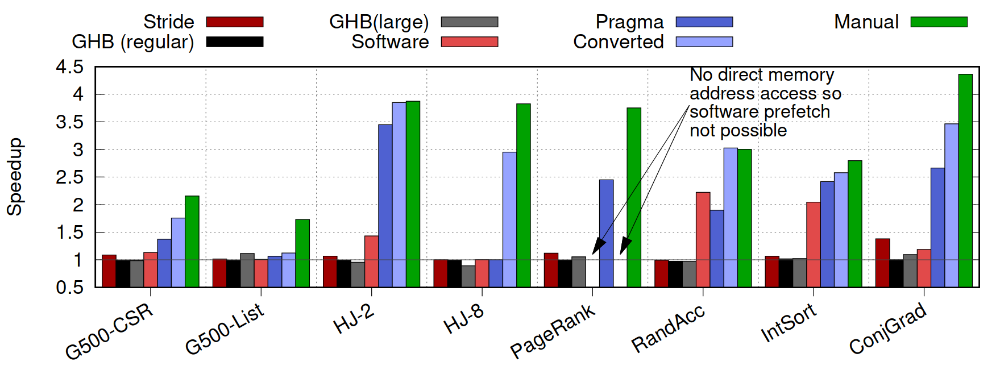 Stride
GHB (regular)
GHB(large)
Software
Pragma
Converted
Manual
Speedup
4.5
4
3.5
3
2.5
2
1.5
1
0.5
No direct memory
address access so
software prefetch
not possible
G500-CSR
G500-List
HJ-2
HJ-8
PageRank
RandAcc
IntSort
ConjGrad